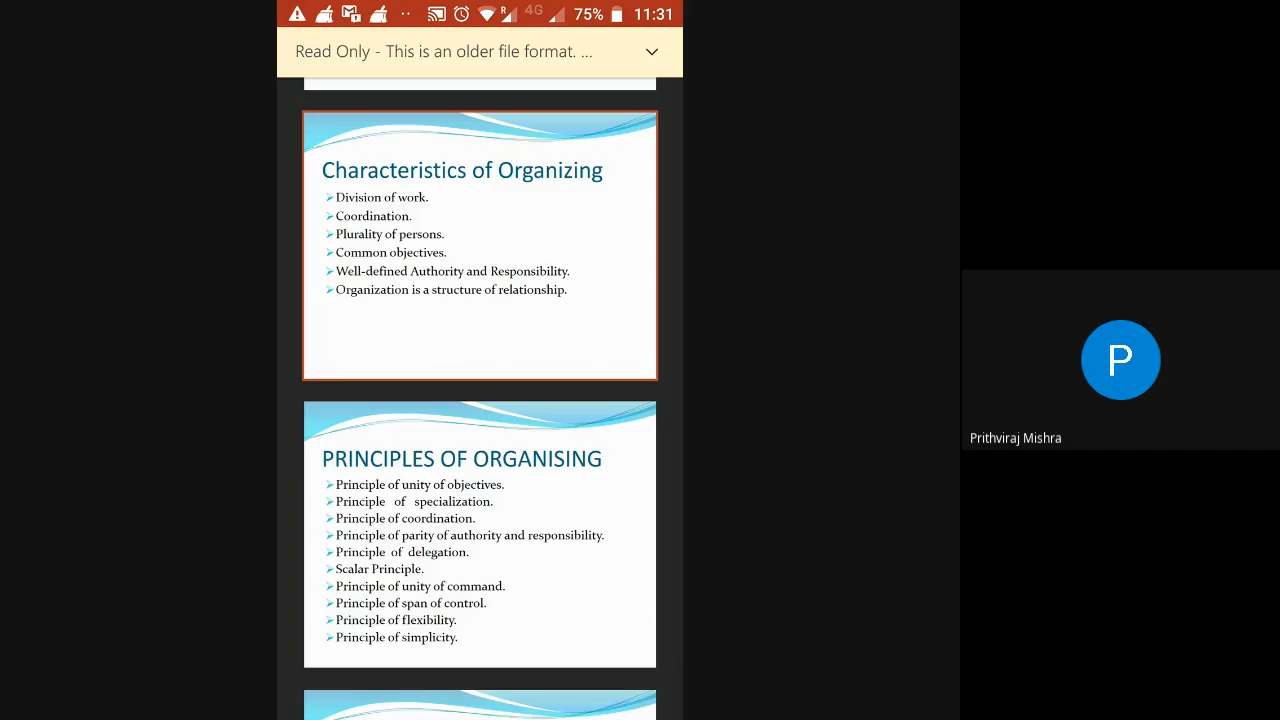 R 4G 75% 11:31
Read Only - This is an older file format. ...
Characteristics of Organizing
Division of work.
Coordination.
Plurality of persons.
Common objectives.
Well-defined Authority and Responsibility.
Organization is a structure of relationship.
PRINCIPLES OF ORGANISING
Principle of unity of objectives.
Principle of specialization.
Principle of coordination.
Principle of parity of authority and responsibility.
Principle of delegation.
Scalar Principle.
Principle of unity of command.
Principle of span of control.
Principle of flexibility.
Principle of simplicity.
P
Prithviraj Mishra